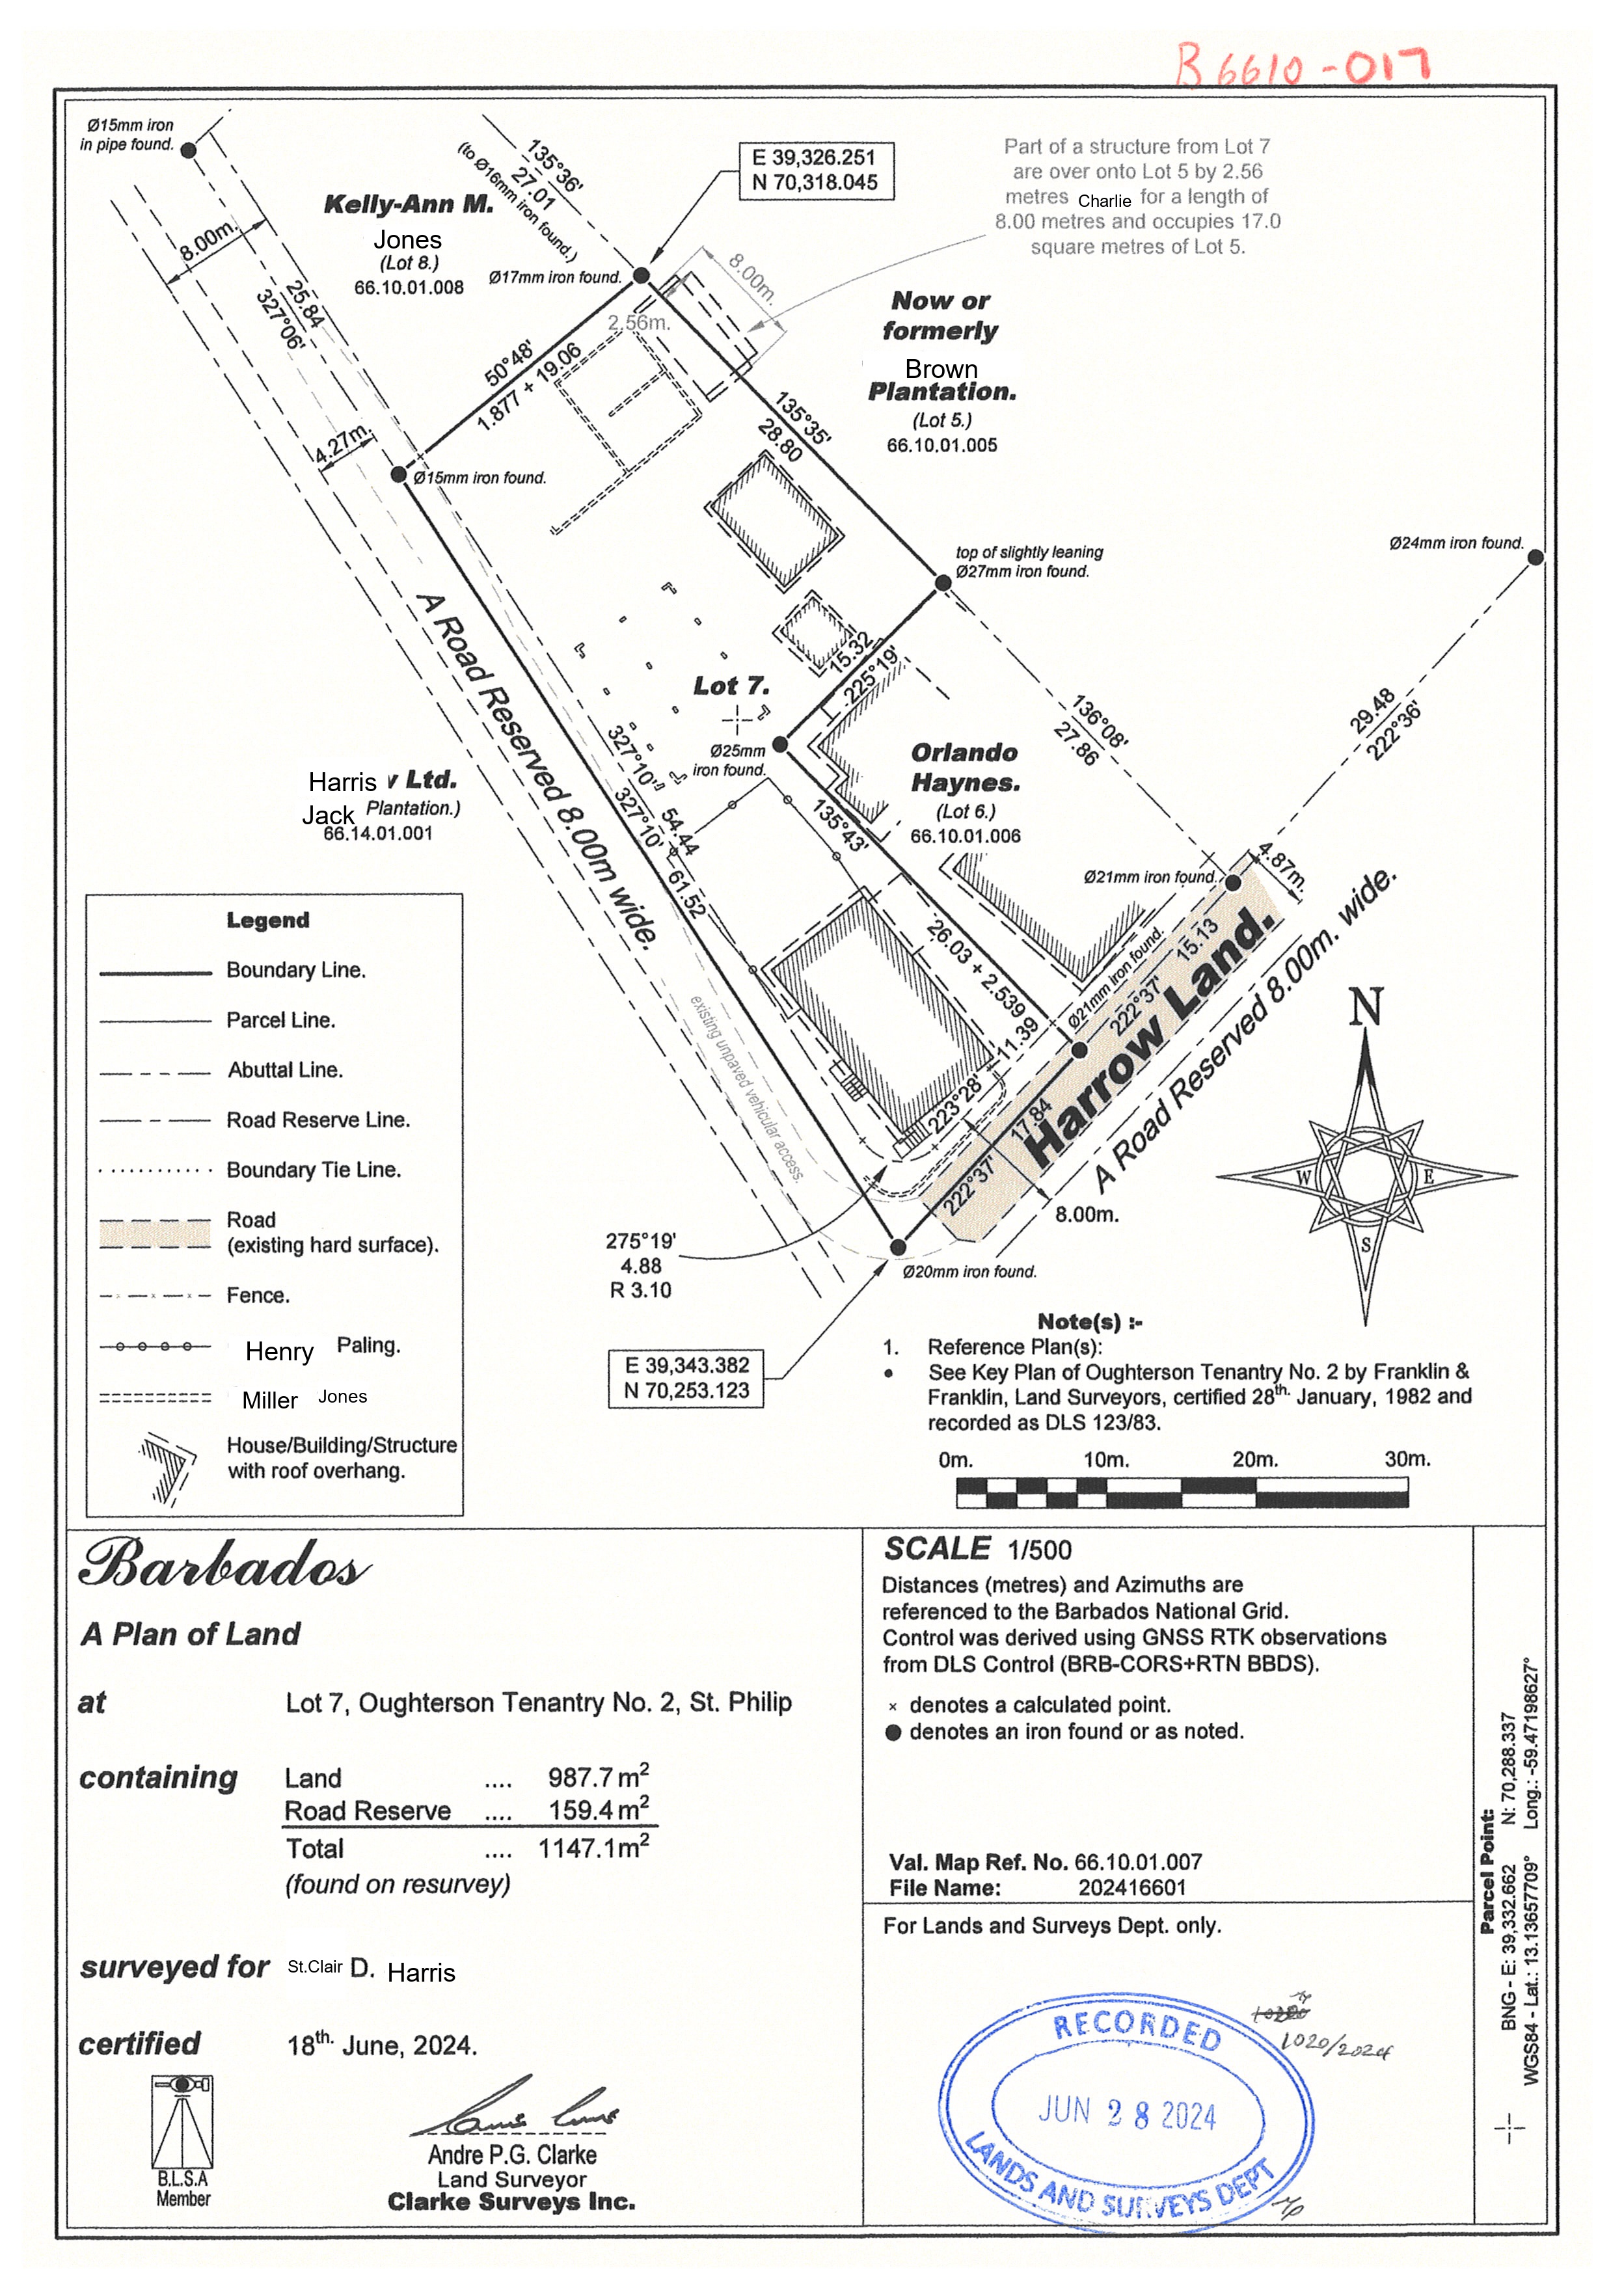 B 6610-017
Ø15mm iron
in pipe found.
135°36'
27.01
(to Ø16mm iron found.)
E 39,326.251
N 70,318.045
Part of a structure from Lot 7
are over onto Lot 5 by 2.56
metres Charlie for a length of
8.00 metres and occupies 17.0
square metres of Lot 5.
Kelly-Ann M.
Jones
(Lot 8.)
66.10.01.008
Ø17mm iron found.
8.00m.
25.84
327°06'
8.00m.
2.56m.
Now or
formerly
Brown
Plantation.
(Lot 5.)
66.10.01.005
50°48'
1.877 + 19.06
135°35'
28.80
4.27m.
Ø15mm iron found.
top of slightly leaning
Ø27mm iron found.
Ø24mm iron found.
A Road Reserved 8.00m wide.
15.32
225°19'
Lot 7.
Ø25mm
iron found.
136°08'
27.86
29.48
222°36'
Orlando
Haynes.
(Lot 6.)
66.10.01.006
Harris v Ltd.
Jack Plantation.)
66.14.01.001
327°10'
54.44
327°10'
61.52
135°43'
26.03 + 2.539
Ø21mm iron found.
4.87m.
Ø21mm iron found.
15.13
222°37'
Harrow Land.
A Road Reserved 8.00m. wide.
11.39
223°28'
17.84
222°37'
8.00m.
existing unpaved vehicular access.
275°19'
4.88
R 3.10
Ø20mm iron found.
E 39,343.382
N 70,253.123
N
W
E
S
Legend
Boundary Line.
Parcel Line.
Abuttal Line.
Road Reserve Line.
Boundary Tie Line.
Road
(existing hard surface).
Fence.
Henry Paling.
Miller Jones
House/Building/Structure
with roof overhang.
Note(s) :-
1. Reference Plan(s):
• See Key Plan of Oughterson Tenantry No. 2 by Franklin &
Franklin, Land Surveyors, certified 28th. January, 1982 and
recorded as DLS 123/83.
0m. 10m. 20m. 30m.
Barbados
A Plan of Land
at Lot 7, Oughterson Tenantry No. 2, St. Philip
containing Land .... 987.7 m²
Road Reserve .... 159.4 m²
Total .... 1147.1m²
(found on resurvey)
surveyed for St.Clair D. Harris
certified 18th. June, 2024.
B.L.S.A
Member
Andre P.G. Clarke
Land Surveyor
Clarke Surveys Inc.
SCALE 1/500
Distances (metres) and Azimuths are
referenced to the Barbados National Grid.
Control was derived using GNSS RTK observations
from DLS Control (BRB-CORS+RTN BBDS).
× denotes a calculated point.
● denotes an iron found or as noted.
Val. Map Ref. No. 66.10.01.007
File Name: 202416601
For Lands and Surveys Dept. only.
1020/2024
RECORDED
JUN 28 2024
LANDS AND SURVEYS DEPT
Parcel Point:
BNG - E: 39,332.662 N: 70,288.337
WGS84 - Lat.: 13.13657709° Long.: -59.47198627°